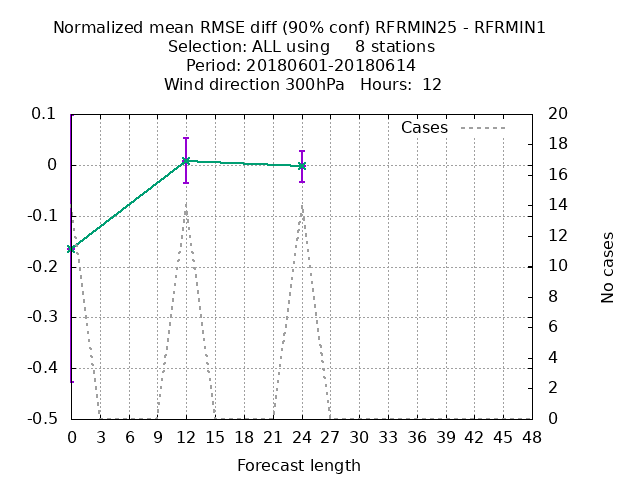 Normalized mean RMSE diff (90% conf) RFRMIN25 - RFRMIN1
Selection: ALL using     8 stations
Period: 20180601-20180614
Wind direction 300hPa   Hours:  12
Cases
0.1
0
-0.1
-0.2
-0.3
-0.4
-0.5
20
18
16
14
12
10
8
6
4
2
0
No cases
0 3 6 9 12 15 18 21 24 27 30 33 36 39 42 45 48
Forecast length